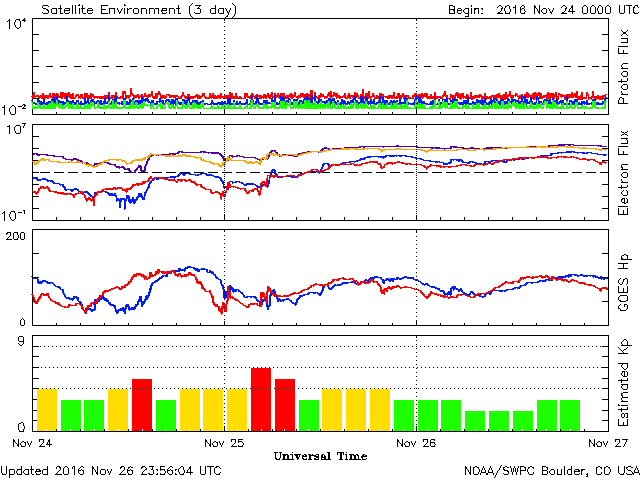 Satellite Environment (3 day) Begin: 2016 Nov 24 0000 UTC
10⁴
10⁻²
Proton Flux
10⁷
10⁻¹
Electron Flux
200
0
GOES Hp
9
0
Estimated Kp
Nov 24 Nov 25 Nov 26 Nov 27
Universal Time
Updated 2016 Nov 26 23:56:04 UTC NOAA/SWPC Boulder, CO USA